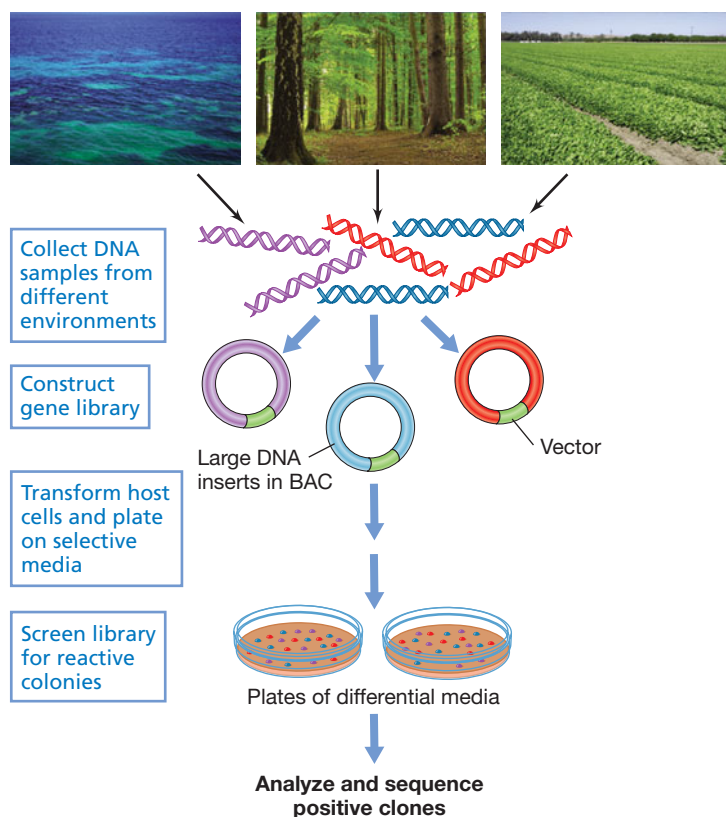 Collect DNA
samples from
different
environments
Construct
gene library
Large DNA
inserts in BAC
Vector
Transform host
cells and plate
on selective
media
Screen library
for reactive
colonies
Plates of differential media
Analyze and sequence
positive clones